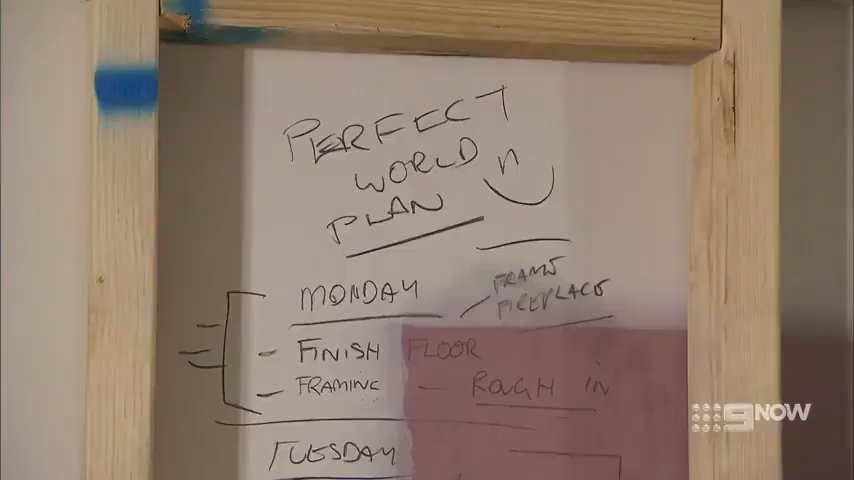 PERFECT
WORLD
PLAN
MONDAY
FRAME
FIREPLACE
- FINISH FLOOR
- FRAMING - ROUGH IN
TUESDAY
9NOW